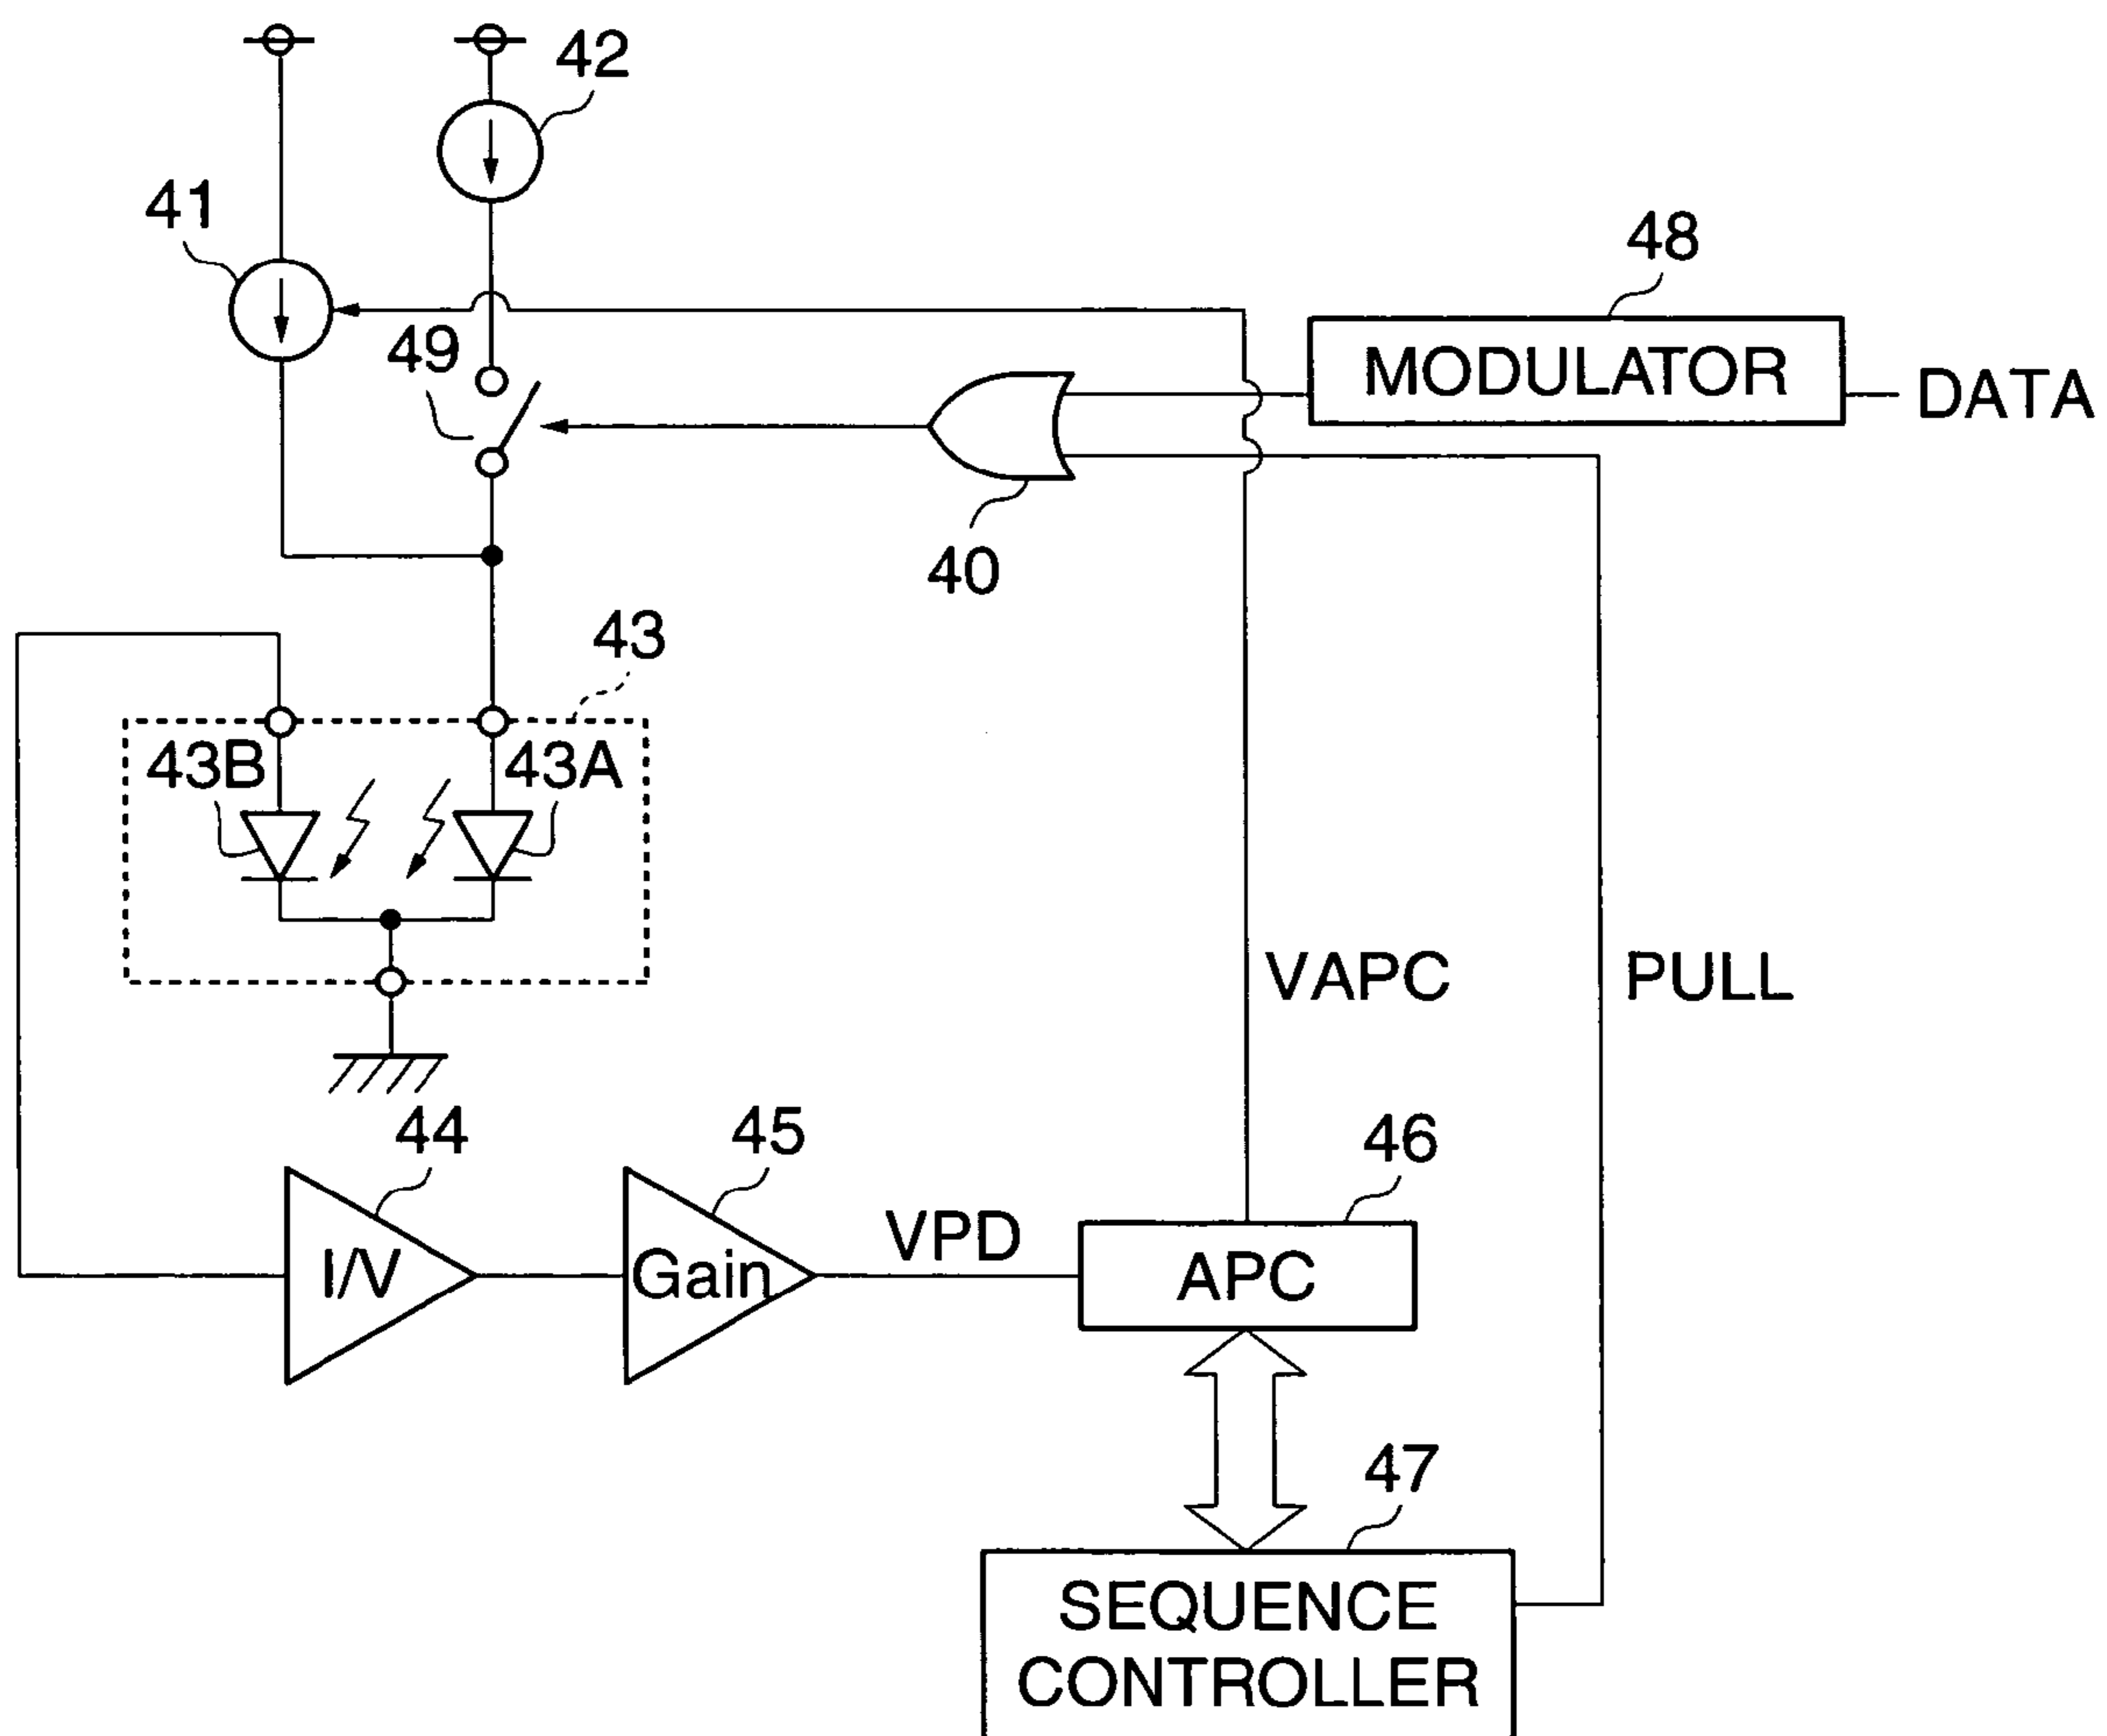 42
41
48
49
MODULATOR
DATA
40
43
43B
43A
VAPC
PULL
44
45
46
VPD
I/V
Gain
APC
47
SEQUENCE
CONTROLLER